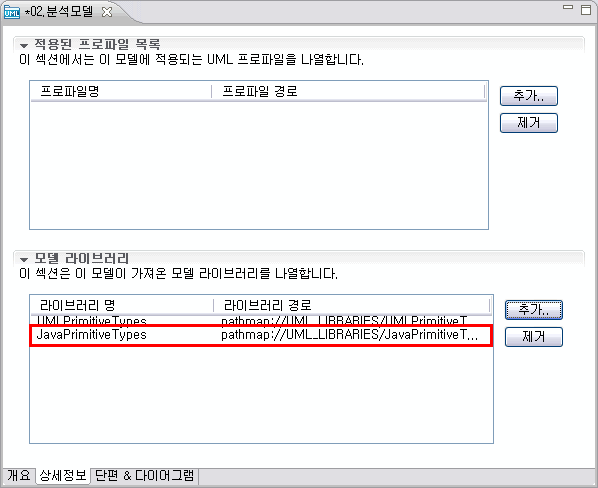 UML *02.분석모델
적용된 프로파일 목록
이 섹션에서는 이 모델에 적용되는 UML 프로파일을 나열합니다.
프로파일명 프로파일 경로
추가..
제거
모델 라이브러리
이 섹션은 이 모델이 가져온 모델 라이브러리를 나열합니다.
라이브러리 명 라이브러리 경로
추가..
UMLPrimitiveTypes pathmap://UML_LIBRARIES/UMLPrimitiveT...
JavaPrimitiveTypes pathmap://UML_LIBRARIES/JavaPrimitiveT...
제거
개요 상세정보 단편 & 다이어그램